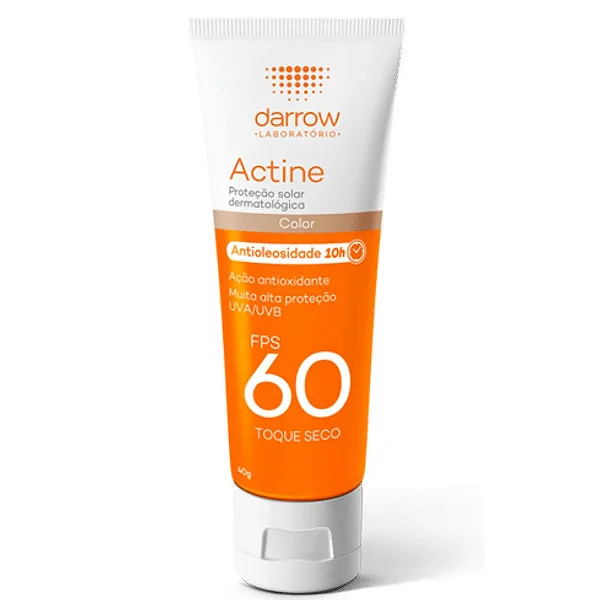 darrow
•LABORATÓRIO•
Actine
Proteção solar
dermatológica
Color
Antioleosidade 10h
Ação antioxidante
Muita alta proteção
UVA/UVB
FPS
60
TOQUE SECO
40g